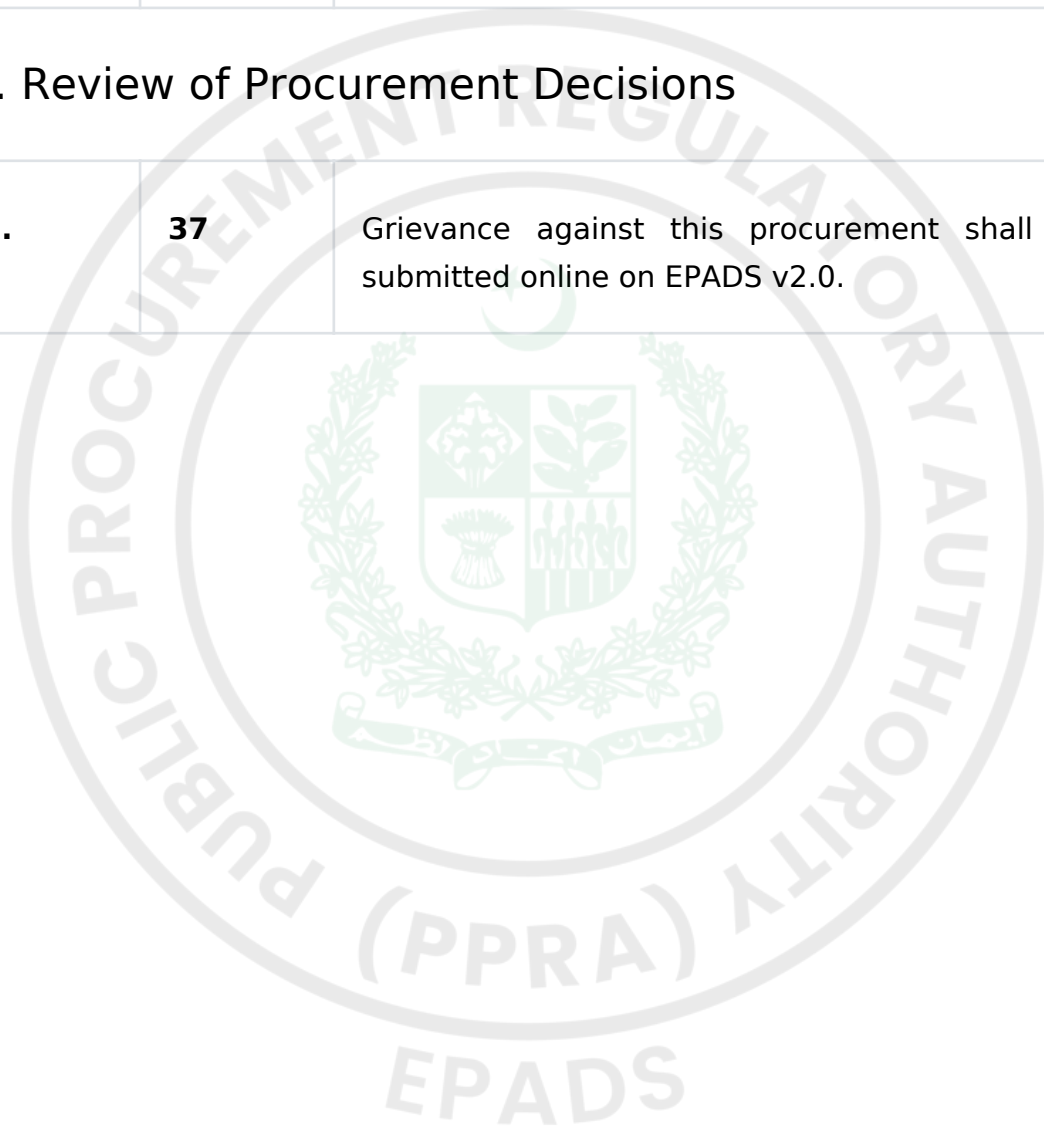 . Review of Procurement Decisions
. 37 Grievance against this procurement shall
submitted online on EPADS v2.0.
PUBLIC PROCUREMENT REGULATORY AUTHORITY
(PPRA)
EPADS